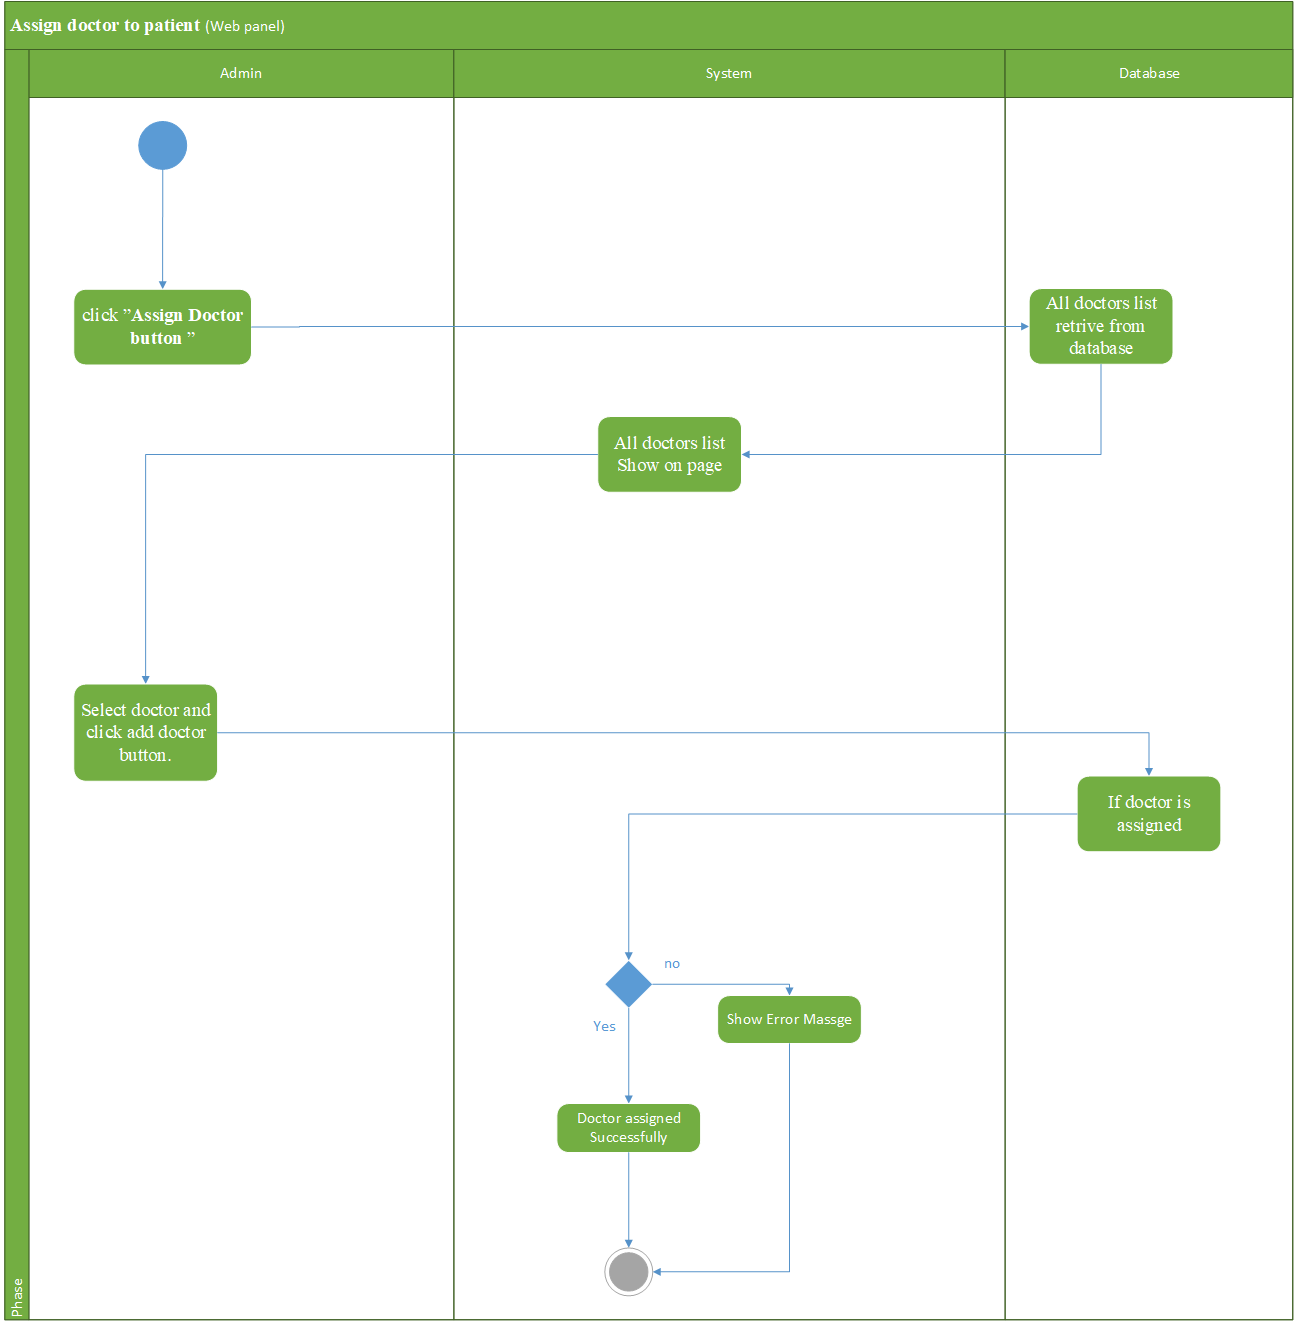 Assign doctor to patient (Web panel)
Admin
System
Database
click ”Assign Doctor
button ”
All doctors list
retrive from
database
All doctors list
Show on page
Select doctor and
click add doctor
button.
If doctor is
assigned
no
Yes
Show Error Massge
Doctor assigned
Successfully
Phase